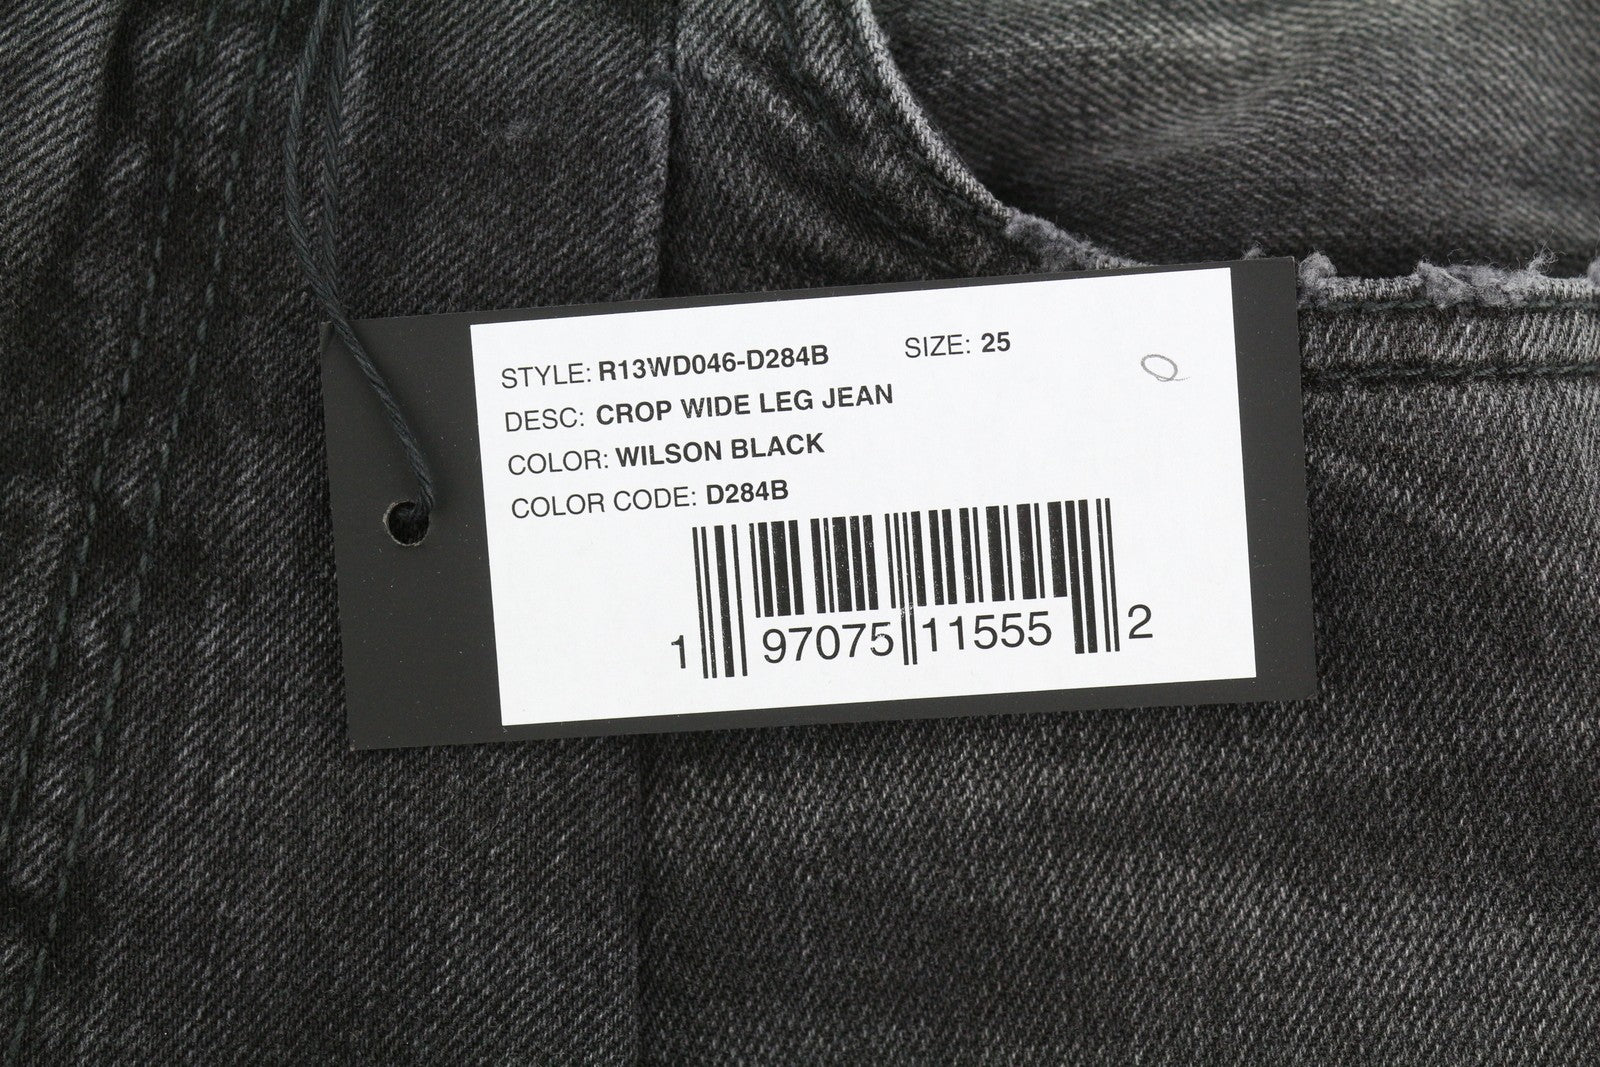 STYLE: R13WD046-D284B SIZE: 25
DESC: CROP WIDE LEG JEAN
COLOR: WILSON BLACK
COLOR CODE: D284B
1 97075 11555 2